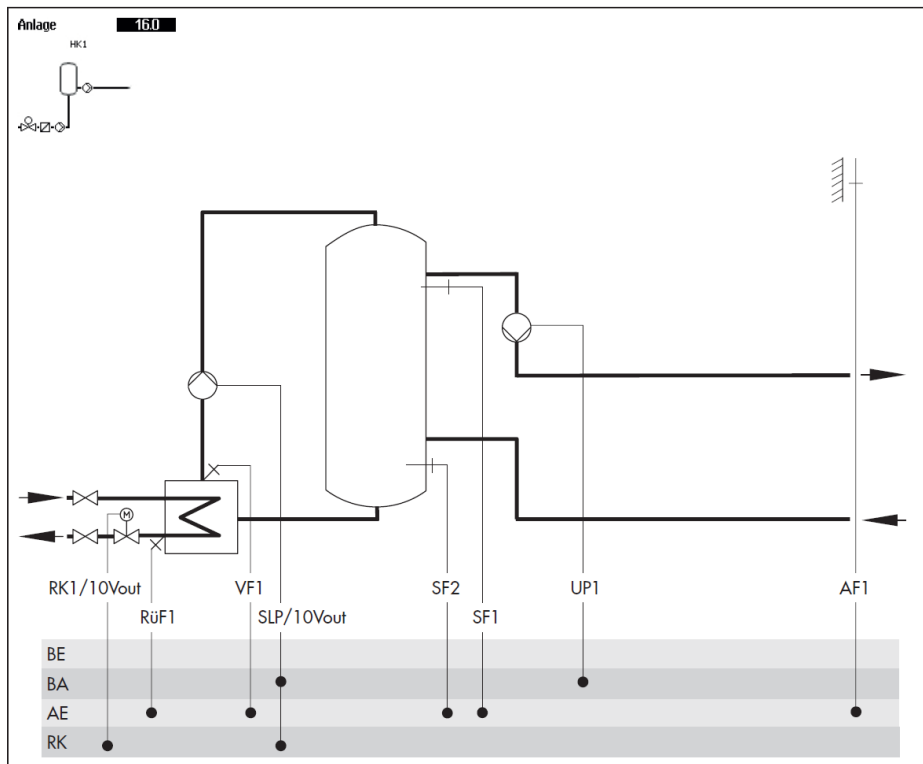 Anlage 16.0
HK1
M
RK1/10Vout VF1 SF2 UP1 AF1
RüF1 SLP/10Vout SF1
BE
BA
AE
RK